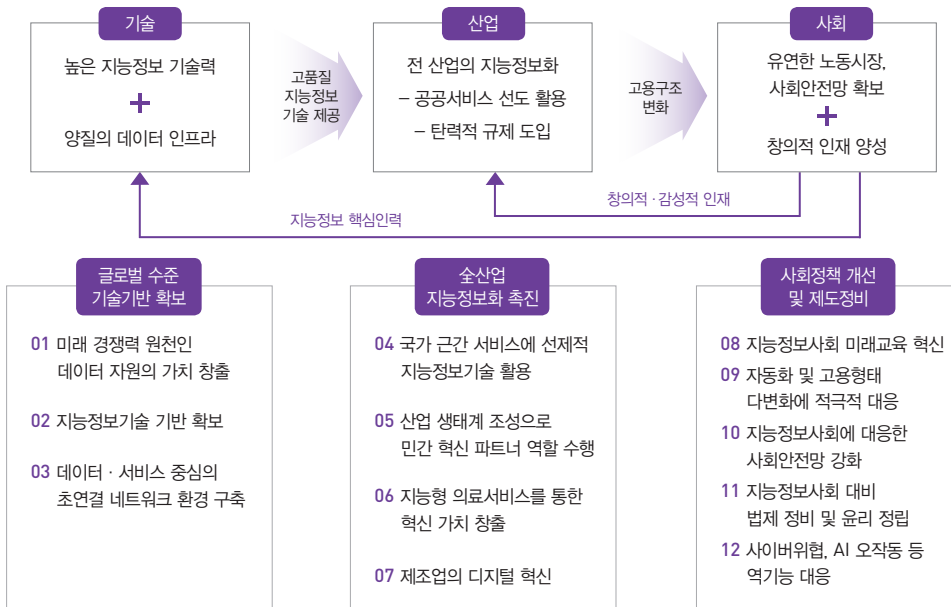 기술
높은 지능정보 기술력
+
양질의 데이터 인프라
고품질
지능정보
기술 제공
산업
전 산업의 지능정보화
– 공공서비스 선도 활용
– 탄력적 규제 도입
고용구조
변화
사회
유연한 노동시장,
사회안전망 확보
+
창의적 인재 양성
창의적 · 감성적 인재
지능정보 핵심인력
글로벌 수준
기술기반 확보
01 미래 경쟁력 원천인
데이터 자원의 가치 창출
02 지능정보기술 기반 확보
03 데이터 · 서비스 중심의
초연결 네트워크 환경 구축
全산업
지능정보화 촉진
04 국가 근간 서비스에 선제적
지능정보기술 활용
05 산업 생태계 조성으로
민간 혁신 파트너 역할 수행
06 지능형 의료서비스를 통한
혁신 가치 창출
07 제조업의 디지털 혁신
사회정책 개선
및 제도정비
08 지능정보사회 미래교육 혁신
09 자동화 및 고용형태
다변화에 적극적 대응
10 지능정보사회에 대응한
사회안전망 강화
11 지능정보사회 대비
법제 정비 및 윤리 정립
12 사이버위협, AI 오작동 등
역기능 대응